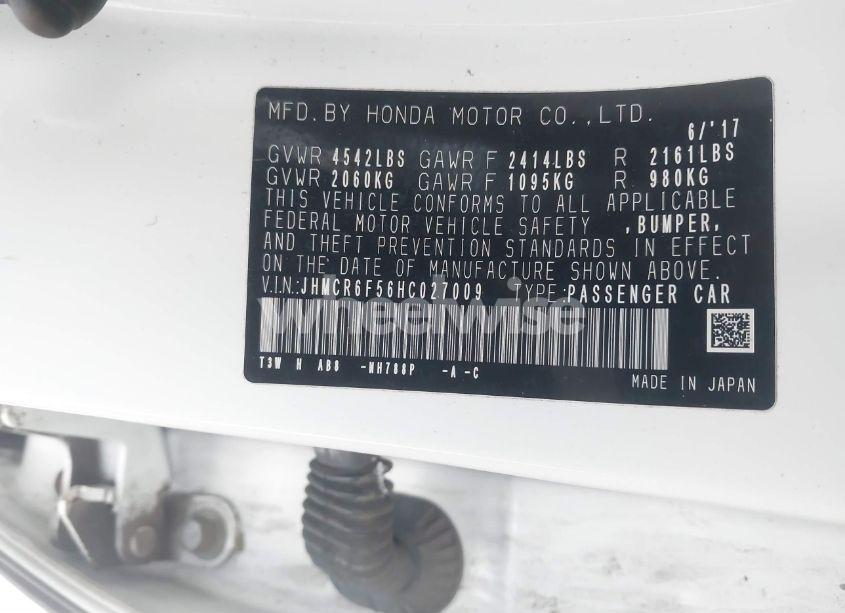 MFD. BY HONDA MOTOR CO., LTD.
6/'17
GVWR 4542LBS GAWR F 2414LBS R 2161LBS
GVWR 2060KG GAWR F 1095KG R 980KG
THIS VEHICLE CONFORMS TO ALL APPLICABLE
FEDERAL MOTOR VEHICLE SAFETY ,BUMPER,
AND THEFT PREVENTION STANDARDS IN EFFECT
ON THE DATE OF MANUFACTURE SHOWN ABOVE.
V.I.N.:JHMCR6F56HC027009 TYPE:PASSENGER CAR
wheelwise
T3W H AB8 -NH788P -A -C
MADE IN JAPAN